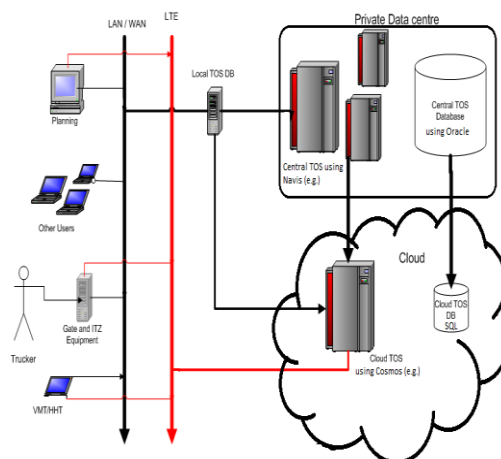 LAN / WAN
LTE
Private Data centre
Local TOS DB
Planning
Central TOS
Database
using Oracle
Central TOS using
Navis (e.g.)
Other Users
Cloud
Cloud TOS
DB
SQL
Gate and ITZ
Equipment
Trucker
Cloud TOS
using Cosmos (e.g.)
VMT/HHT